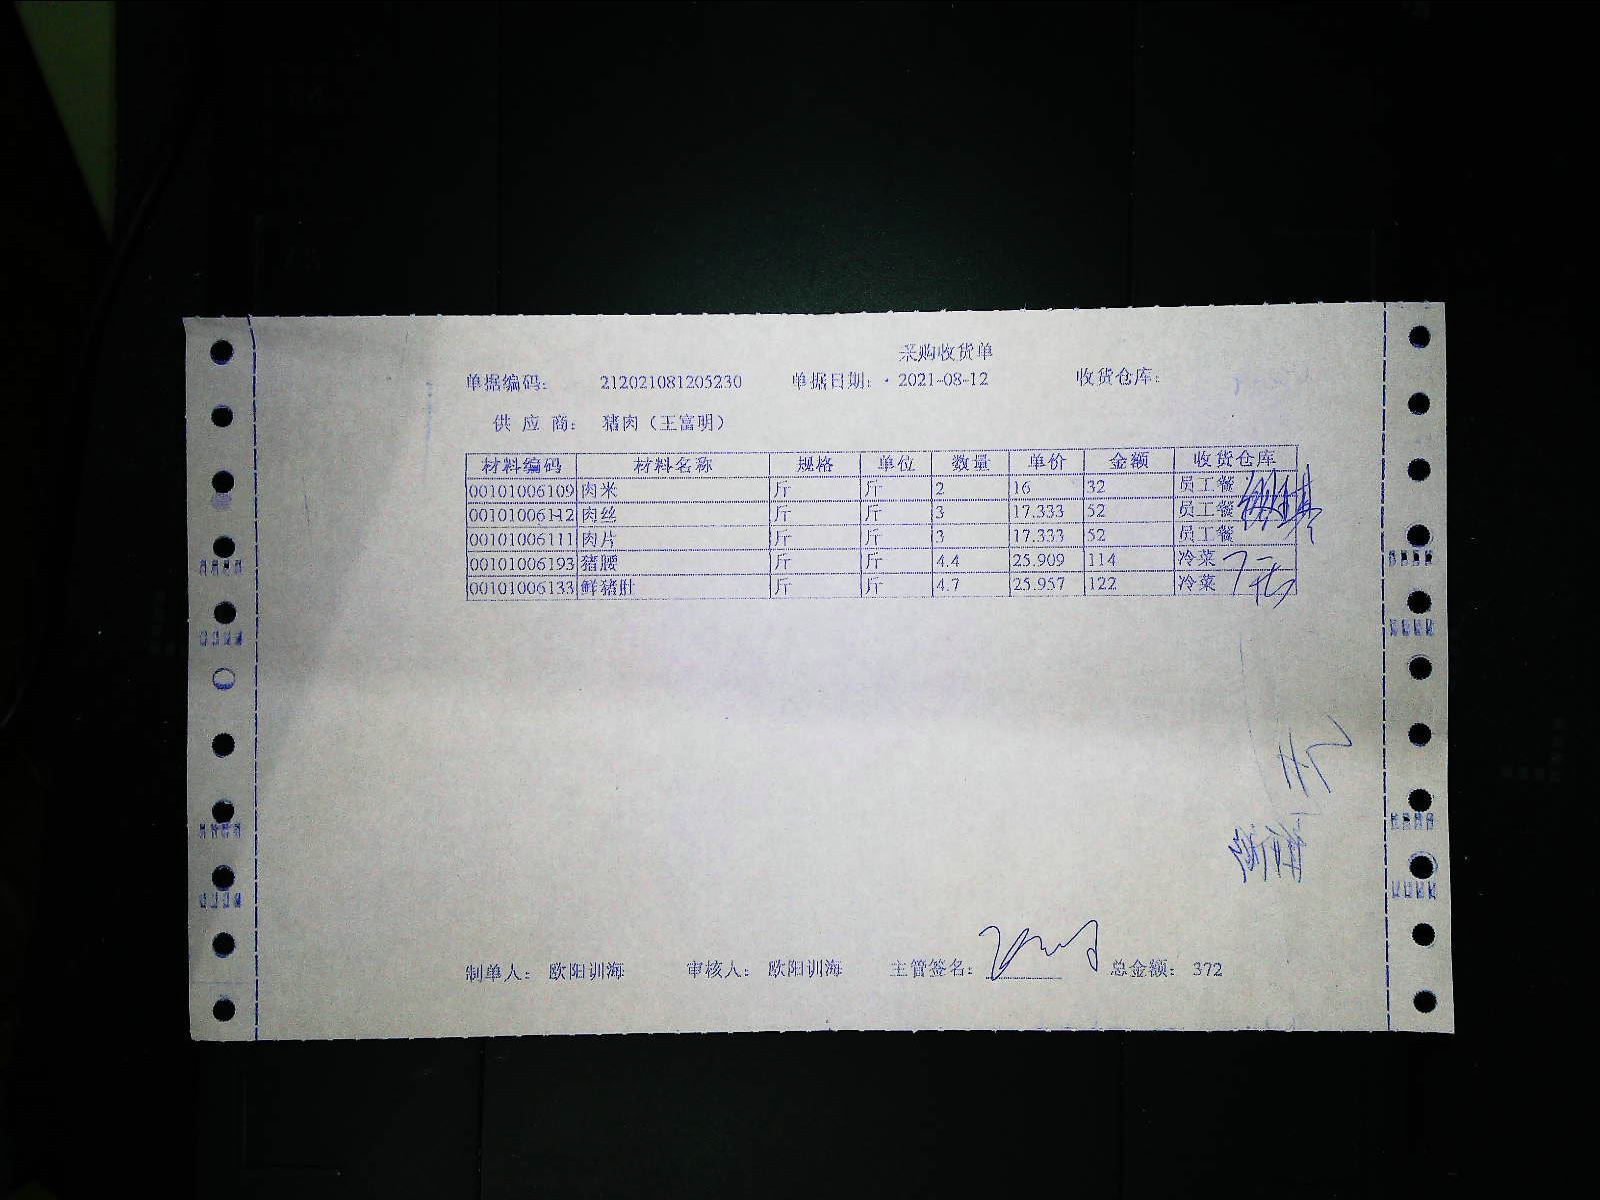 采购收货单
单据编码: 212021081205230 单据日期: 2021-08-12 收货仓库:
供应商: 猪肉（王富明）
材料编码 材料名称 规格 单位 数量 单价 金额 收货仓库
00101006109 肉米 斤 斤 2 16 32 员工餐
00101006112 肉丝 斤 斤 3 17.333 52 员工餐
00101006111 肉片 斤 斤 3 17.333 52 员工餐
00101006193 猪腰 斤 斤 4.4 25.909 114 冷菜
00101006133 鲜猪肚 斤 斤 4.7 25.957 122 冷菜
制单人: 欧阳训海 审核人: 欧阳训海 主管签名: 总金额: 372